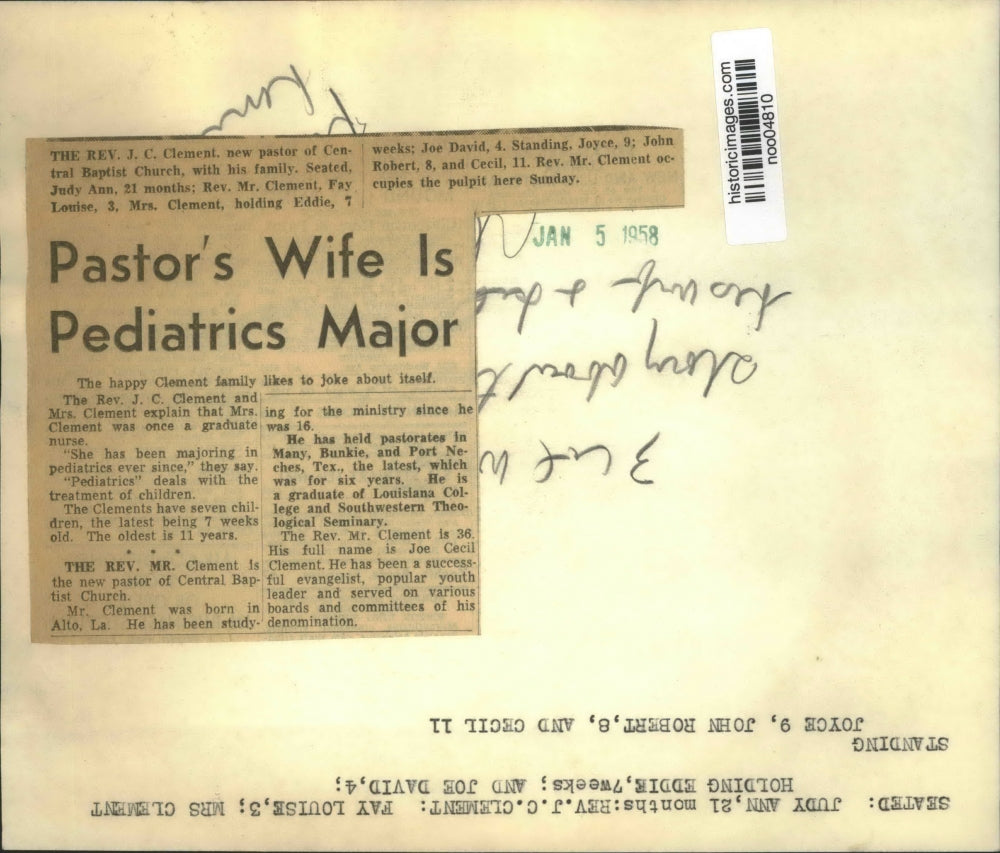 THE REV. J. C. Clement, new pastor of Cen-
tral Baptist Church, with his family. Seated,
Judy Ann, 21 months; Rev. Mr. Clement, Fay
Louise, 3, Mrs. Clement, holding Eddie, 7
weeks; Joe David, 4. Standing, Joyce, 9; John
Robert, 8, and Cecil, 11. Rev. Mr. Clement oc-
cupies the pulpit here Sunday.
Pastor's Wife Is
Pediatrics Major
The happy Clement family likes to joke about itself.
The Rev. J. C. Clement and
Mrs. Clement explain that Mrs.
Clement was once a graduate
nurse.
"She has been majoring in
pediatrics ever since," they say.
"Pediatrics" deals with the
treatment of children.
The Clements have seven chil-
dren, the latest being 7 weeks
old. The oldest is 11 years.
* * *
THE REV. MR. Clement is
the new pastor of Central Bap-
tist Church.
Mr. Clement was born in
Alto, La. He has been study-
ing for the ministry since he
was 16.
He has held pastorates in
Many, Bunkie, and Port Ne-
ches, Tex., the latest, which
was for six years. He is
a graduate of Louisiana Col-
lege and Southwestern Theo-
logical Seminary.
The Rev. Mr. Clement is 36.
His full name is Joe Cecil
Clement. He has been a success-
ful evangelist, popular youth
leader and served on various
boards and committees of his
denomination.
JAN 5 1958
historicimages.com
noo04810
3 col
story about
SEATED: JUDY ANN,21 months:REV.J.C.CLEMENT: FAY LOUISE,3; MRS CLEMENT
HOLDING EDDIE,7weeks; AND JOE DAVID,4;
STANDING
JOYCE 9, JOHN ROBERT,8, AND CECIL 11